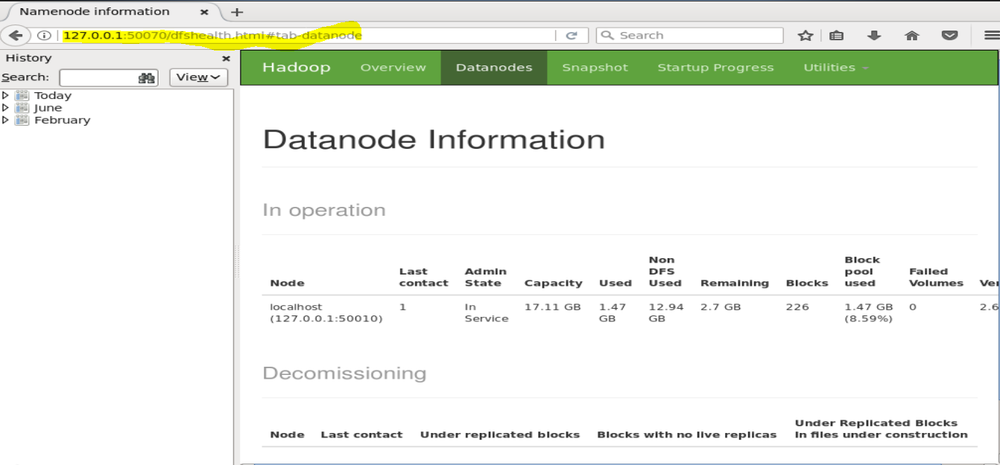 Namenode information
127.0.0.1:50070/dfshealth.html#tab-datanode
Search
History
Search:
View
Today
June
February
Hadoop Overview Datanodes Snapshot Startup Progress Utilities
Datanode Information
In operation
Node Last contact Admin State Capacity Used Non DFS Used Remaining Blocks Block pool used Failed Volumes
localhost (127.0.0.1:50010) 1 In Service 17.11 GB 1.47 GB 12.94 GB 2.7 GB 226 1.47 GB (8.59%) 0 2.6
Decomissioning
Node Last contact Under replicated blocks Blocks with no live replicas Under Replicated Blocks In files under construction